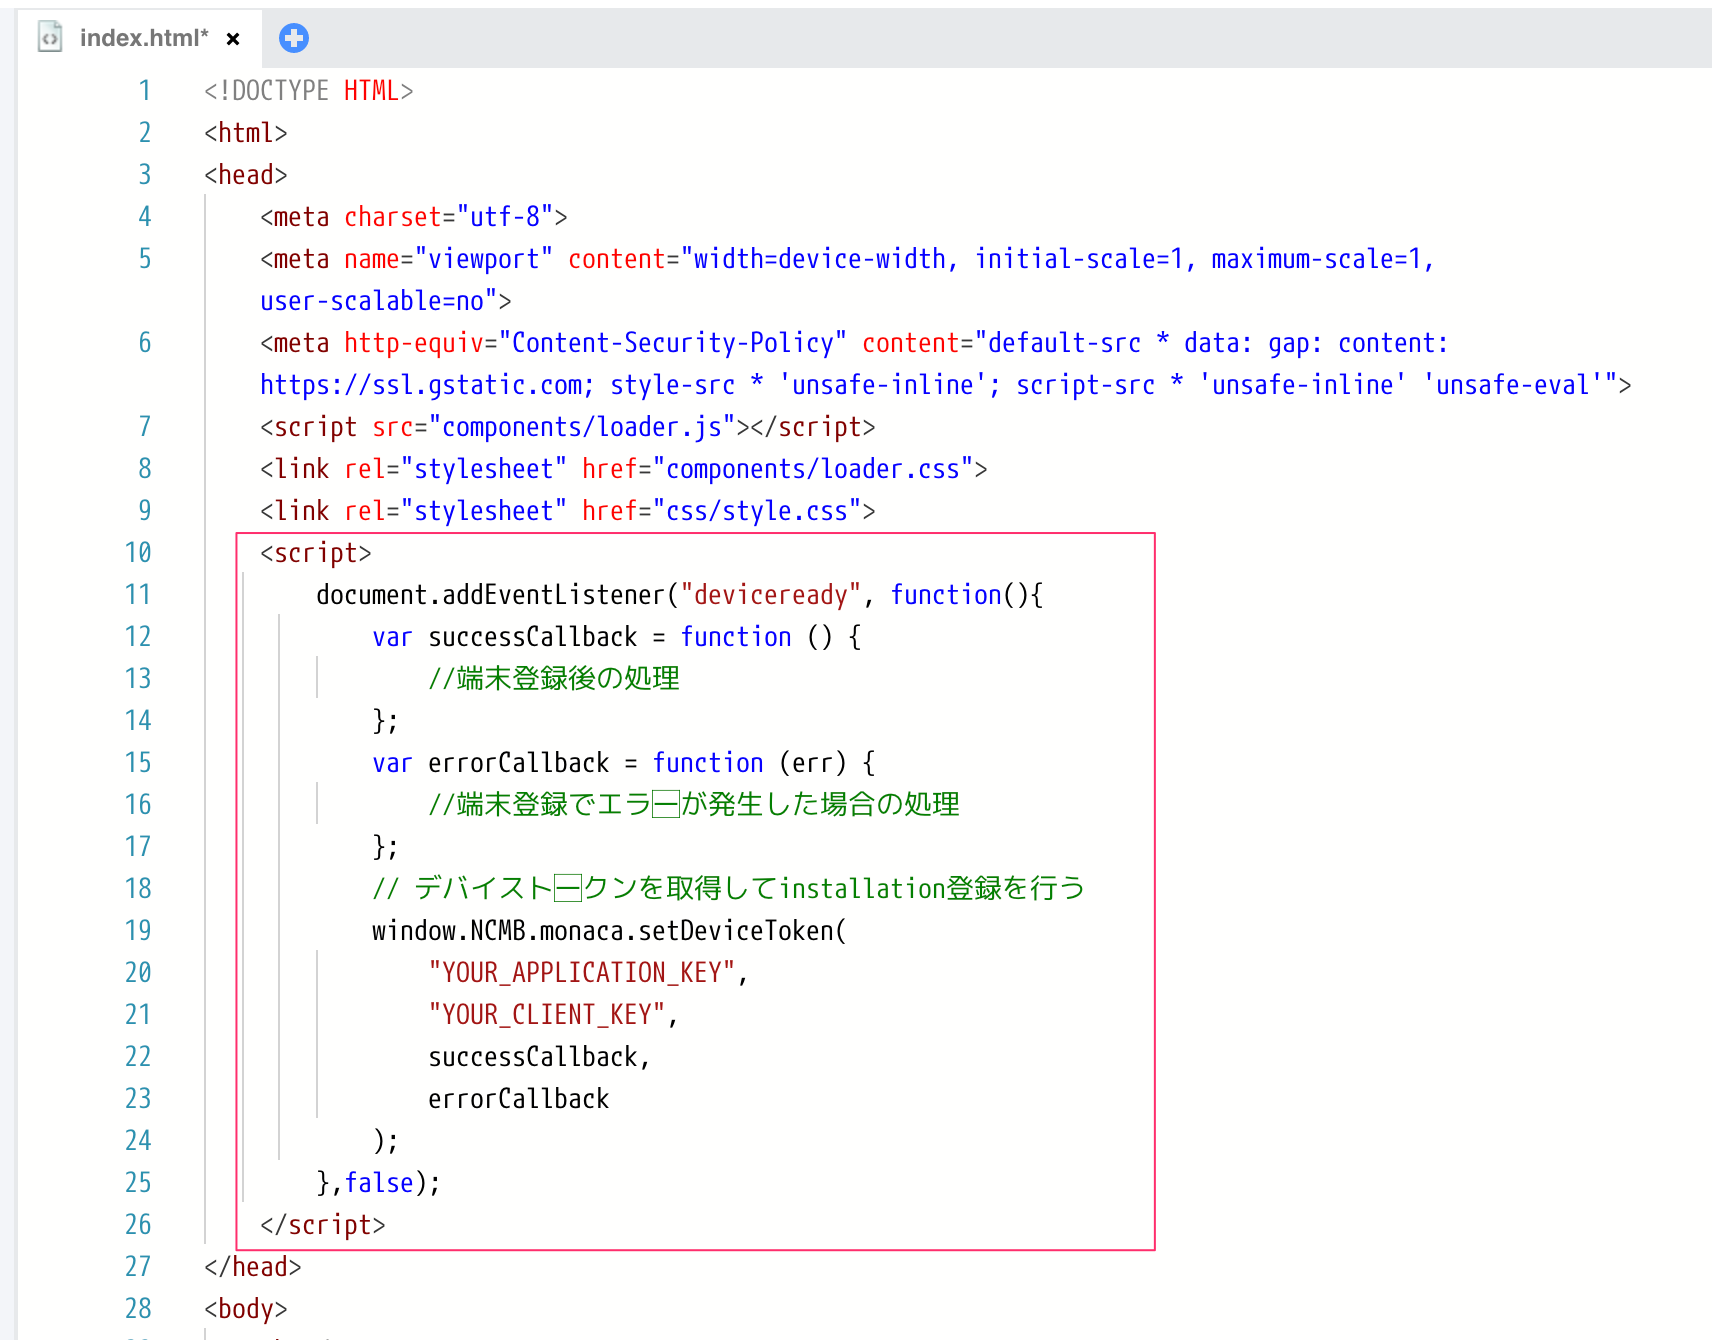 index.html* ×
1 <!DOCTYPE HTML>
2 <html>
3 <head>
4 <meta charset="utf-8">
5 <meta name="viewport" content="width=device-width, initial-scale=1, maximum-scale=1,
user-scalable=no">
6 <meta http-equiv="Content-Security-Policy" content="default-src * data: gap: content:
https://ssl.gstatic.com; style-src * 'unsafe-inline'; script-src * 'unsafe-inline' 'unsafe-eval'">
7 <script src="components/loader.js"></script>
8 <link rel="stylesheet" href="components/loader.css">
9 <link rel="stylesheet" href="css/style.css">
10 <script>
11 document.addEventListener("deviceready", function(){
12 var successCallback = function () {
13 //端末登録後の処理
14 };
15 var errorCallback = function (err) {
16 //端末登録でエラーが発生した場合の処理
17 };
18 // デバイストークンを取得してinstallation登録を行う
19 window.NCMB.monaca.setDeviceToken(
20 "YOUR_APPLICATION_KEY",
21 "YOUR_CLIENT_KEY",
22 successCallback,
23 errorCallback
24 );
25 },false);
26 </script>
27 </head>
28 <body>